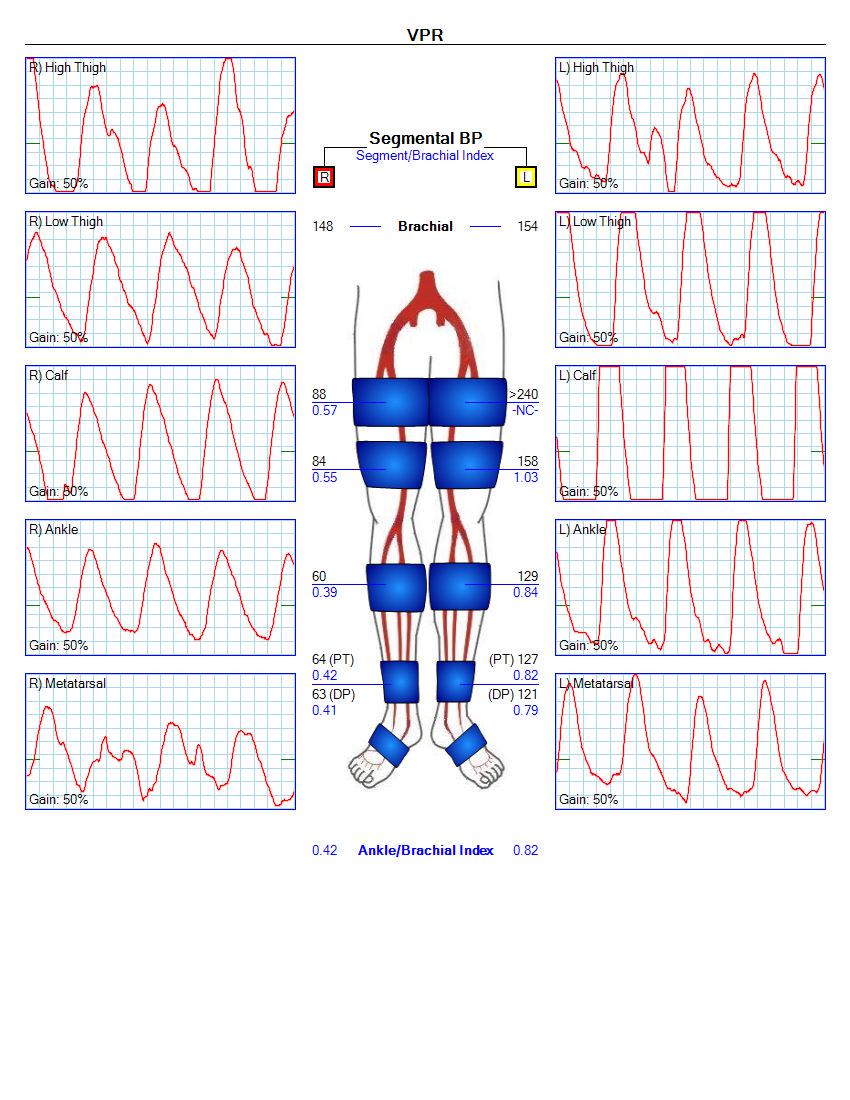 VPR
R) High Thigh
Gain: 50%
L) High Thigh
Gain: 50%
Segmental BP
Segment/Brachial Index
R
L
148 Brachial 154
R) Low Thigh
Gain: 50%
L) Low Thigh
Gain: 50%
R) Calf
Gain: 50%
L) Calf
Gain: 50%
88 >240
0.57 -NC-
84 158
0.55 1.03
R) Ankle
Gain: 50%
L) Ankle
Gain: 50%
60 129
0.39 0.84
64 (PT) (PT) 127
0.42 0.82
63 (DP) (DP) 121
0.41 0.79
R) Metatarsal
Gain: 50%
L) Metatarsal
Gain: 50%
0.42 Ankle/Brachial Index 0.82